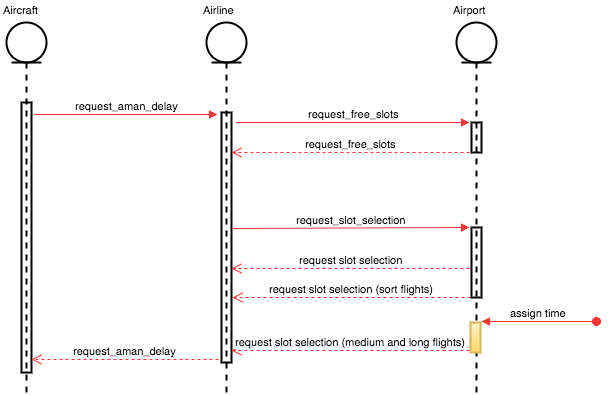 Aircraft
Airline
Airport
request_aman_delay
request_free_slots
request_free_slots
request_slot_selection
request slot selection
request slot selection (sort flights)
assign time
request slot selection (medium and long flights)
request_aman_delay